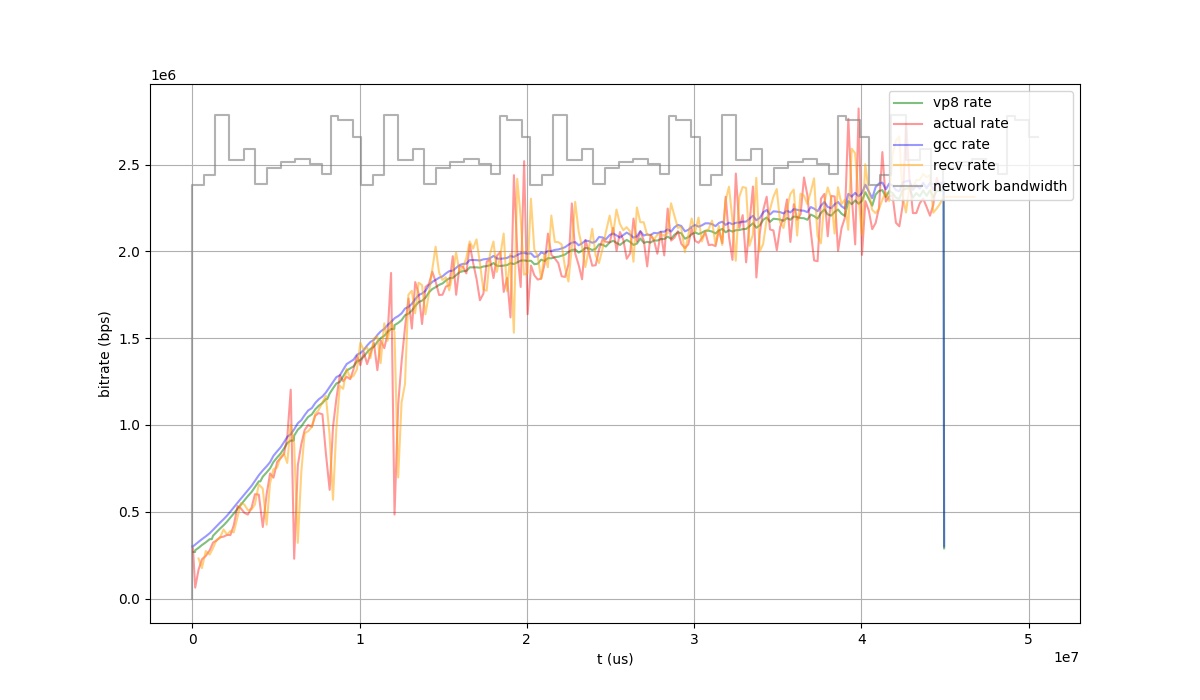 1e6
vp8 rate
actual rate
gcc rate
recv rate
network bandwidth
2.5
2.0
1.5
1.0
0.5
0.0
bitrate (bps)
0 1 2 3 4 5
t (us)
1e7